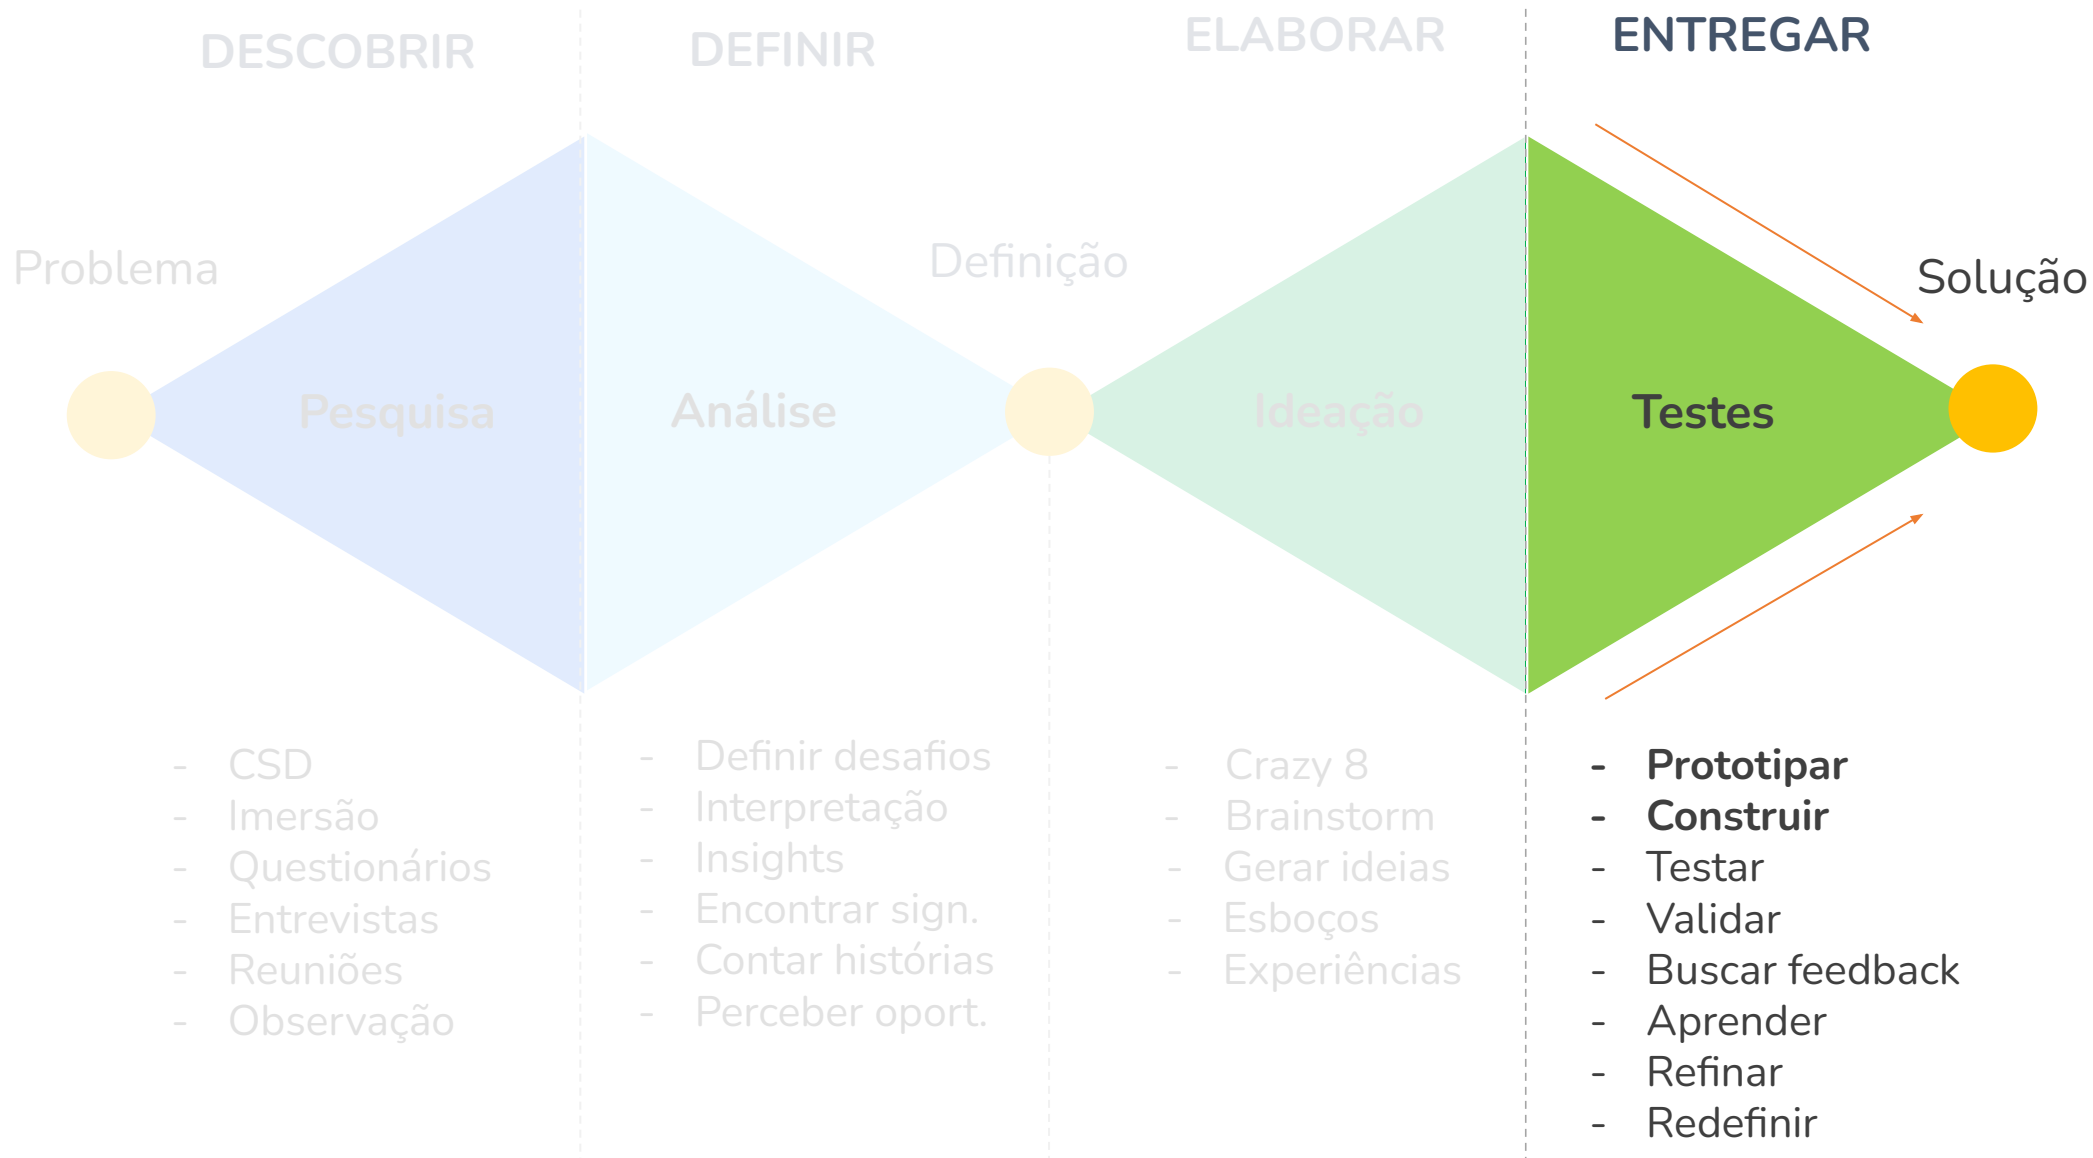 DESCOBRIR
DEFINIR
ELABORAR
ENTREGAR
Problema
Definição
Solução
Pesquisa
Análise
Ideação
Testes
- CSD
- Imersão
- Questionários
- Entrevistas
- Reuniões
- Observação
- Definir desafios
- Interpretação
- Insights
- Encontrar sign.
- Contar histórias
- Perceber oport.
- Crazy 8
- Brainstorm
- Gerar ideias
- Esboços
- Experiências
- Prototipar
- Construir
- Testar
- Validar
- Buscar feedback
- Aprender
- Refinar
- Redefinir